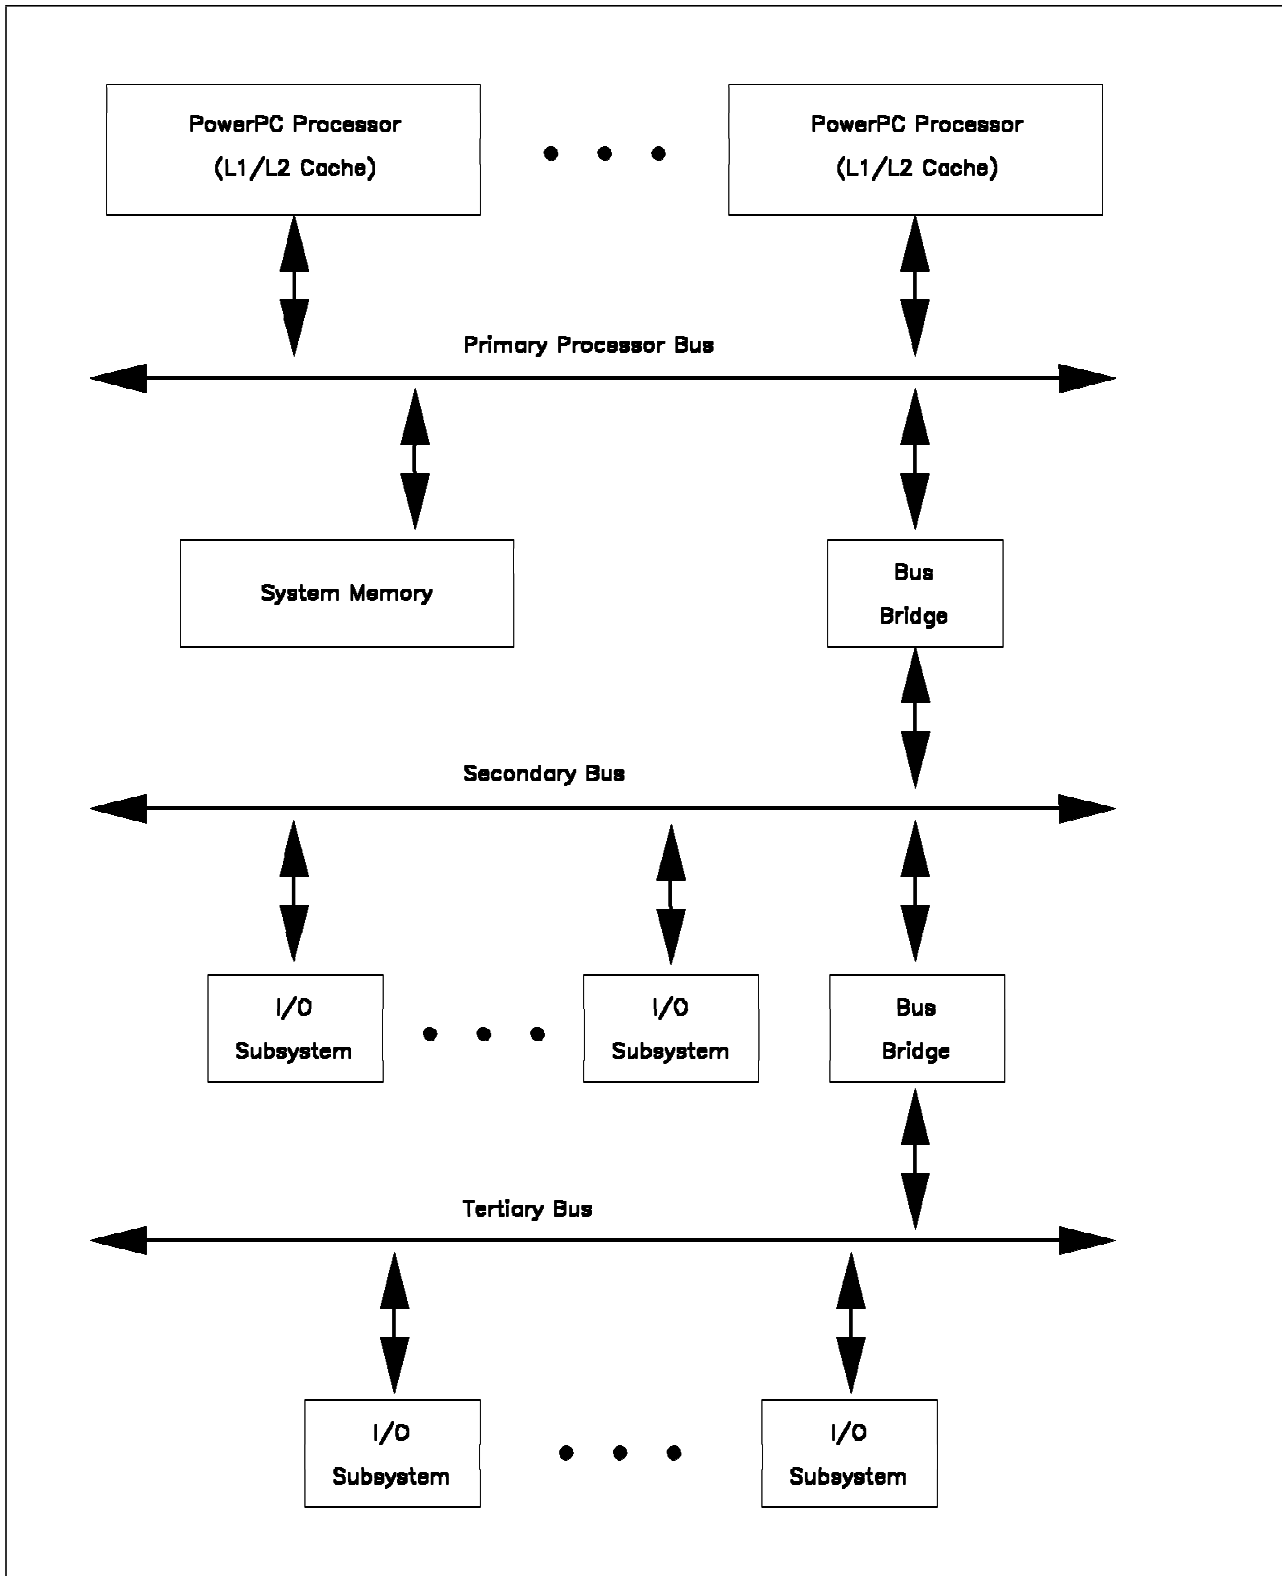 PowerPC Processor
(L1/L2 Cache)
PowerPC Processor
(L1/L2 Cache)
Primary Processor Bus
System Memory
Bus
Bridge
Secondary Bus
I/O
Subsystem
I/O
Subsystem
Bus
Bridge
Tertiary Bus
I/O
Subsystem
I/O
Subsystem